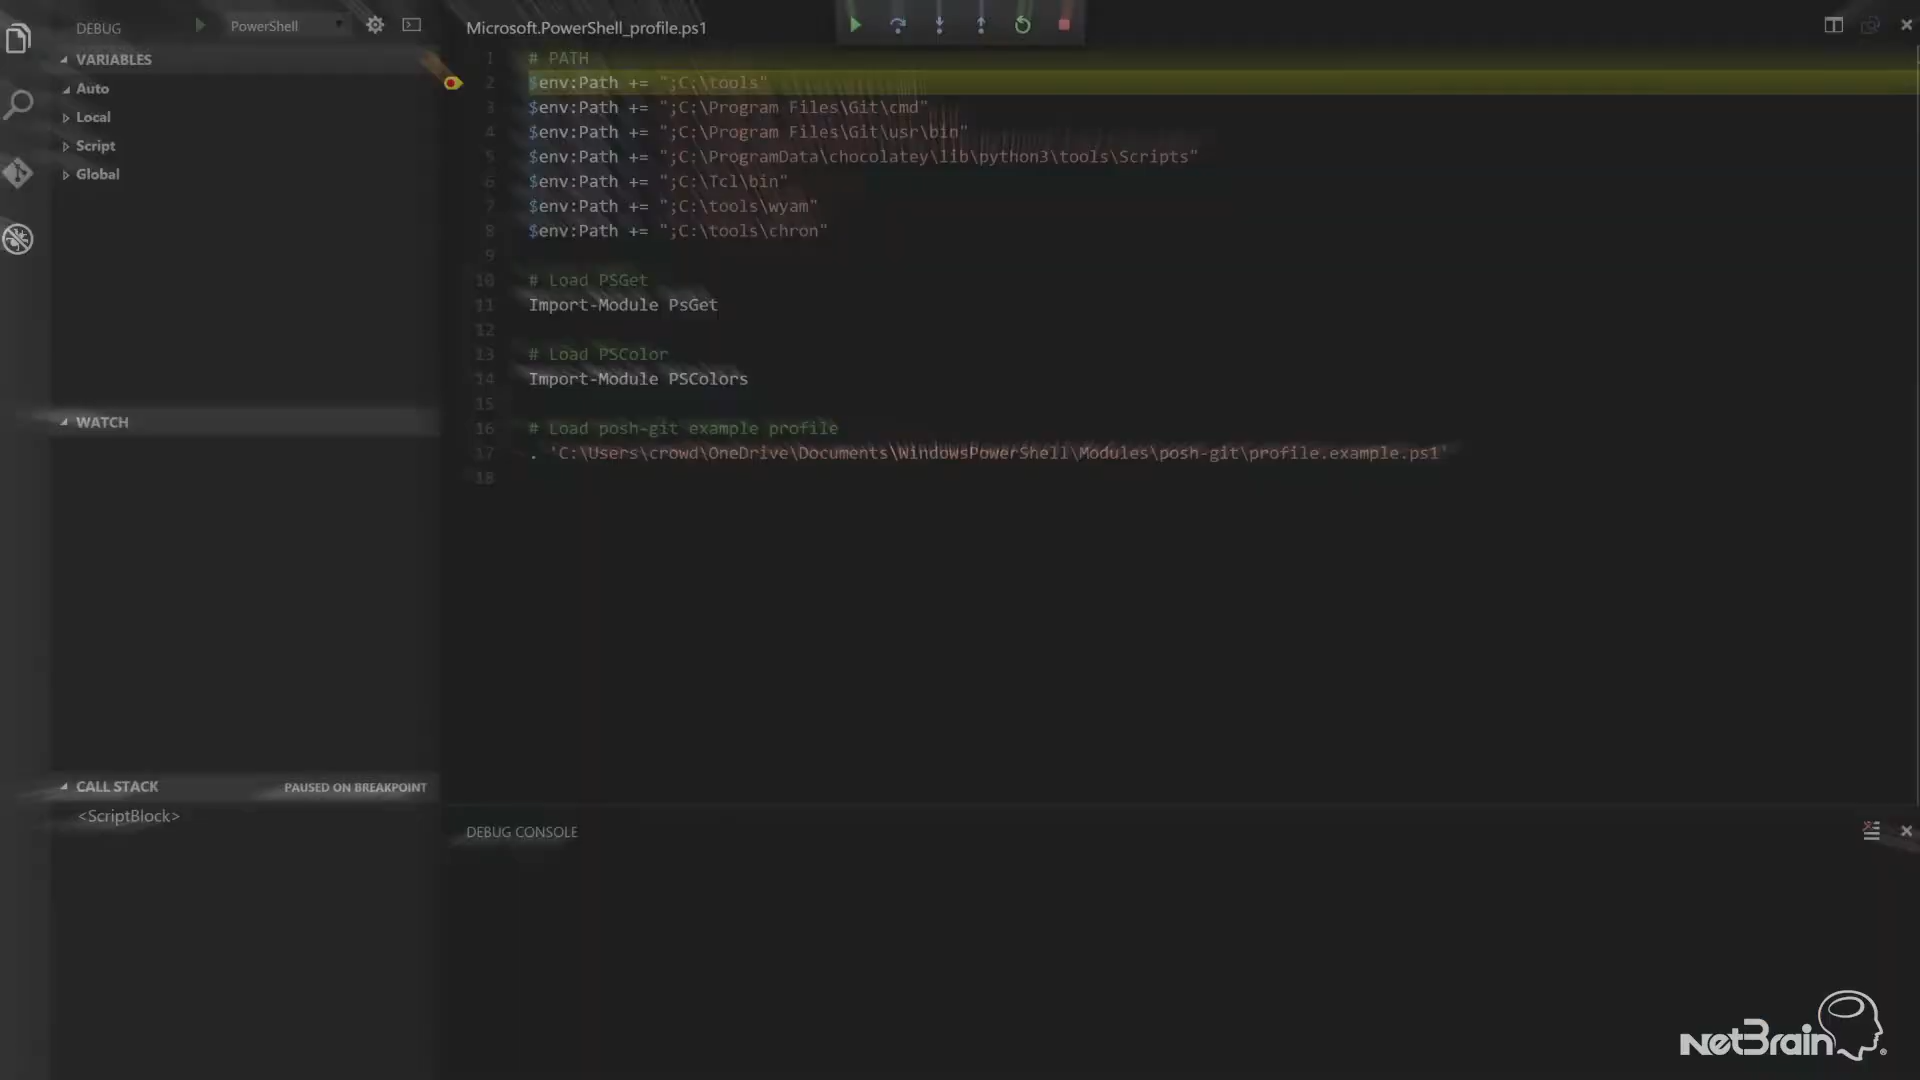 DEBUG
PowerShell
VARIABLES
Auto
Local
Script
Global
WATCH
CALL STACK
PAUSED ON BREAKPOINT
<ScriptBlock>
Microsoft.PowerShell_profile.ps1
1 # PATH
2 $env:Path += ";C:\tools"
3 $env:Path += ";C:\Program Files\Git\cmd"
4 $env:Path += ";C:\Program Files\Git\usr\bin"
5 $env:Path += ";C:\ProgramData\chocolatey\lib\python3\tools\Scripts"
6 $env:Path += ";C:\Tcl\bin"
7 $env:Path += ";C:\tools\wyam"
8 $env:Path += ";C:\tools\chron"
9
10 # Load PSGet
11 Import-Module PsGet
12
13 # Load PSColor
14 Import-Module PSColors
15
16 # Load posh-git example profile
17 . 'C:\Users\crowd\OneDrive\Documents\WindowsPowerShell\Modules\posh-git\profile.example.ps1'
18
DEBUG CONSOLE
NetBrain®